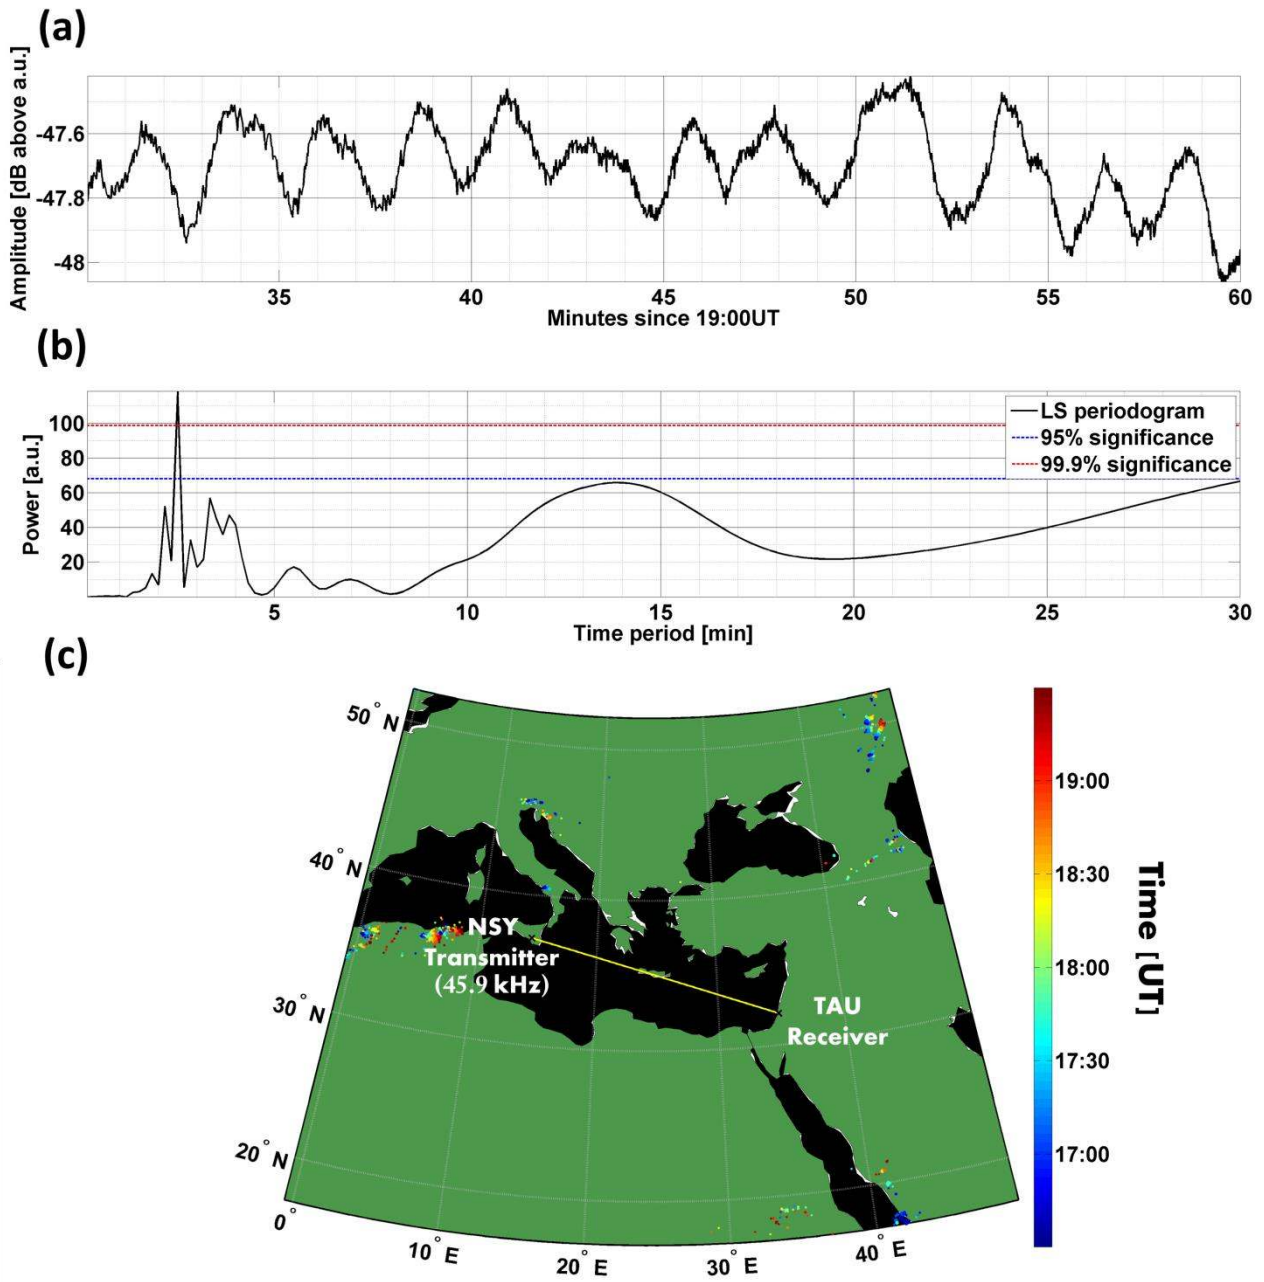 (a)
Amplitude [dB above a.u.]
-47.6
-47.8
-48
35 40 45 50 55 60
Minutes since 19:00UT
(b)
Power [a.u.]
100
80
60
40
20
LS periodogram
95% significance
99.9% significance
5 10 15 20 25 30
Time period [min]
(c)
50° N
40° N
30° N
20° N
0°
10° E
20° E
30° E
40° E
NSY
Transmitter
(45.9 kHz)
TAU
Receiver
19:00
18:30
18:00
17:30
17:00
Time [UT]